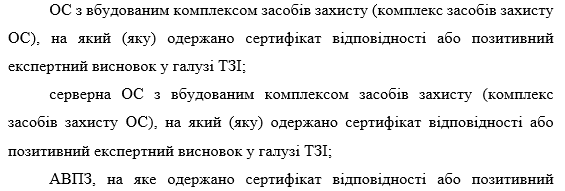 ОС з вбудованим комплексом засобів захисту (комплекс засобів захисту
ОС), на який (яку) одержано сертифікат відповідності або позитивний
експертний висновок у галузі ТЗІ;
серверна ОС з вбудованим комплексом засобів захисту (комплекс
засобів захисту ОС), на який (яку) одержано сертифікат відповідності або
позитивний експертний висновок у галузі ТЗІ;
АВПЗ, на яке одержано сертифікат відповідності або позитивний